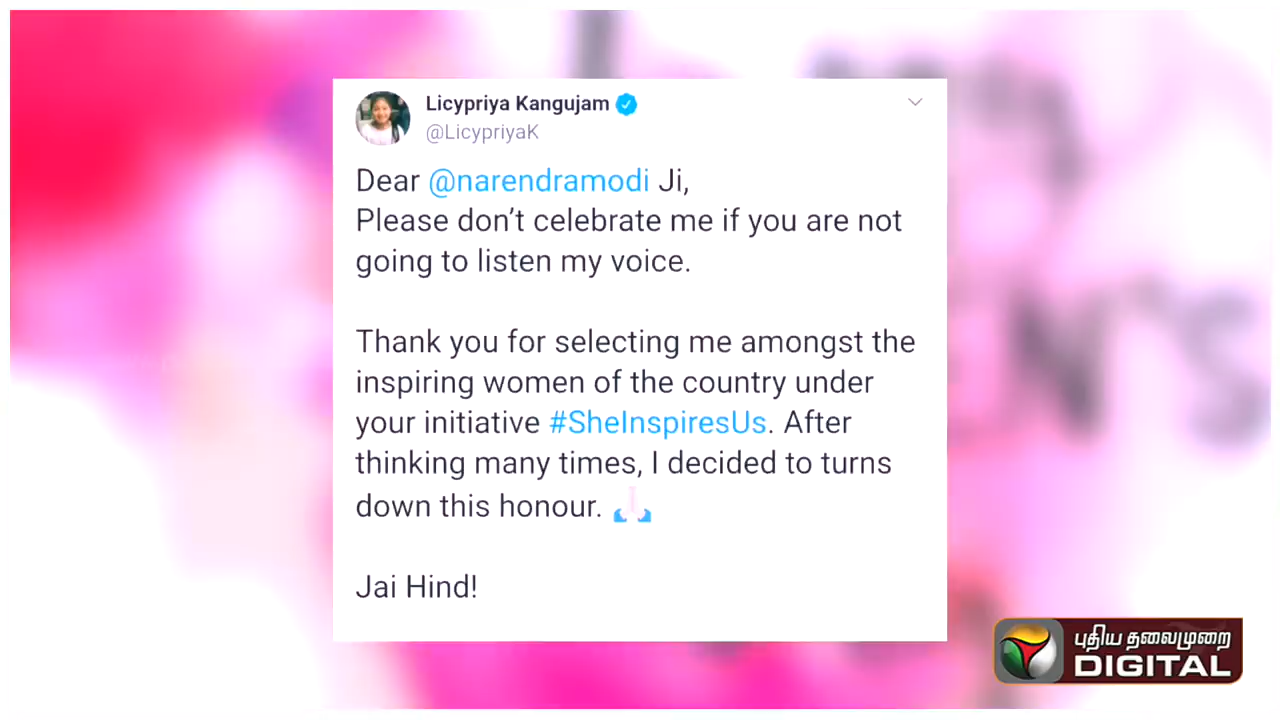 Licypriya Kangujam
@LicypriyaK
Dear @narendramodi Ji,
Please don’t celebrate me if you are not
going to listen my voice.
Thank you for selecting me amongst the
inspiring women of the country under
your initiative #SheInspiresUs. After
thinking many times, I decided to turns
down this honour.
Jai Hind!
புதிய தலைமுறை
DIGITAL